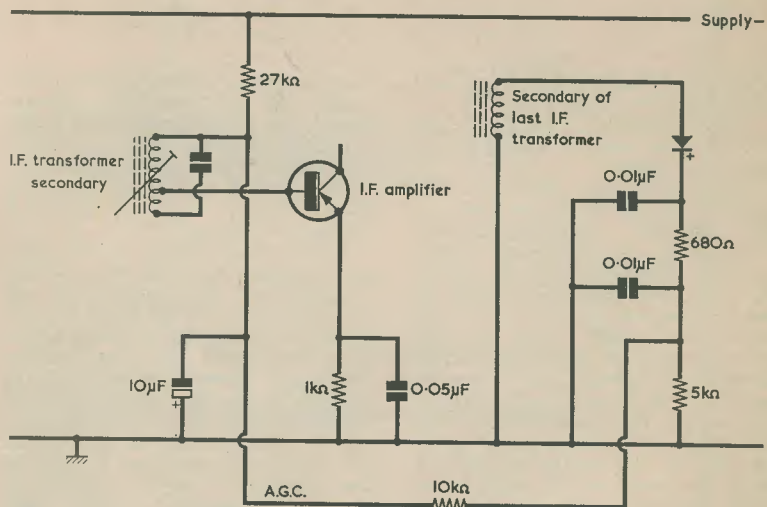 Supply–
27kΩ
Secondary of
last I.F.
transformer
+
I.F. transformer
secondary
I.F. amplifier
0·01µF
680Ω
0·01µF
10µF
+
1kΩ
0·05µF
5kΩ
A.G.C.
10kΩ